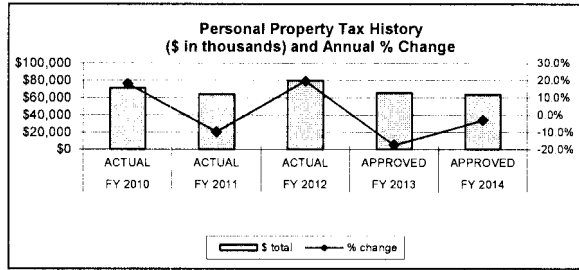 Personal Property Tax History
($ in thousands) and Annual % Change
$100,000 30.0%
$80,000 20.0%
$60,000 10.0%
$40,000 0.0%
$20,000 -10.0%
$0 -20.0%
ACTUAL ACTUAL ACTUAL APPROVED APPROVED
FY 2010 FY 2011 FY 2012 FY 2013 FY 2014
$ total % change